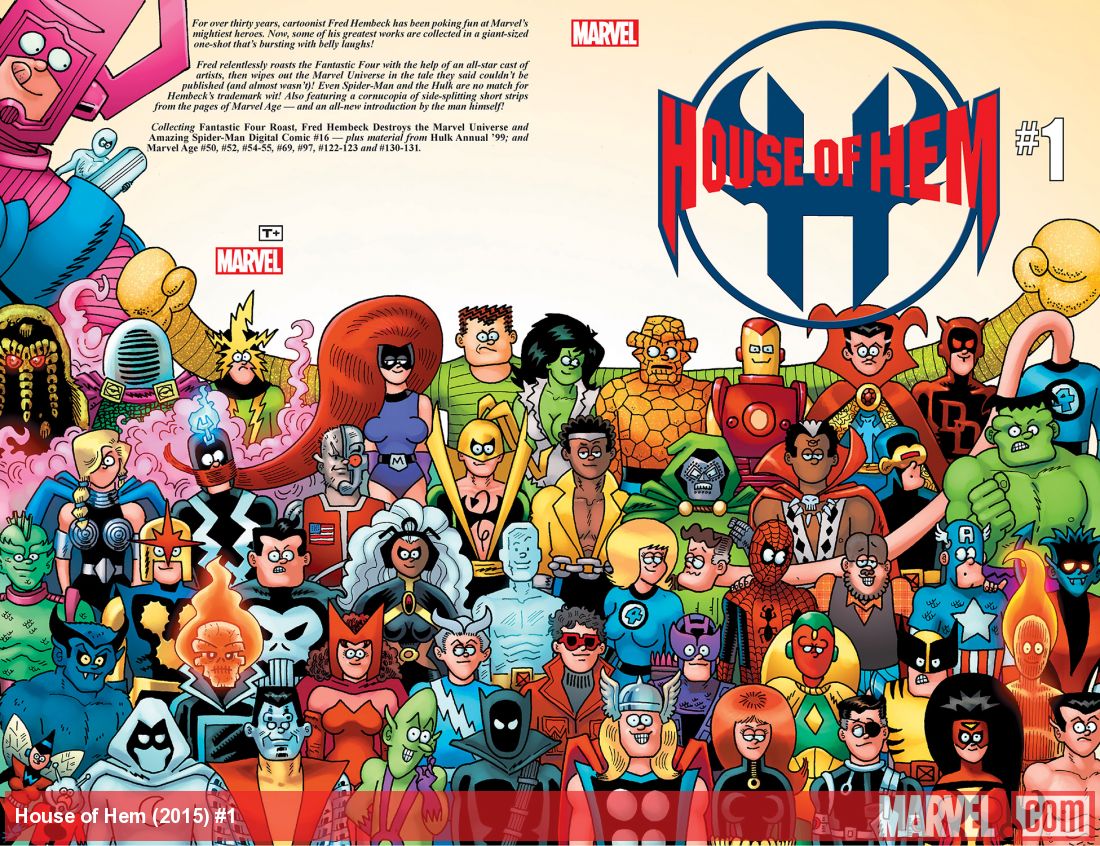 For over thirty years, cartoonist Fred Hembeck has been poking fun at Marvel's
mightiest heroes. Now, some of his greatest works are collected in a giant-sized
one-shot that's bursting with belly laughs!
Fred relentlessly roasts the Fantastic Four with the help of an all-star cast of
artists, then wipes out the Marvel Universe in the tale they said couldn't be
published (and almost wasn't)! Even Spider-Man and the Hulk are no match for
Hembeck's trademark wit! Also featuring a cornucopia of side-splitting short strips
from the pages of Marvel Age — and an all-new introduction by the man himself!
Collecting Fantastic Four Roast, Fred Hembeck Destroys the Marvel Universe and
Amazing Spider-Man Digital Comic #16 — plus material from Hulk Annual '99; and
Marvel Age #50, #52, #54-55, #69, #97, #122-123 and #130-131.
T+
MARVEL
MARVEL
HOUSE OF HEM
#1
4
DD
M
A
4
House of Hem (2015) #1
MARVEL.com